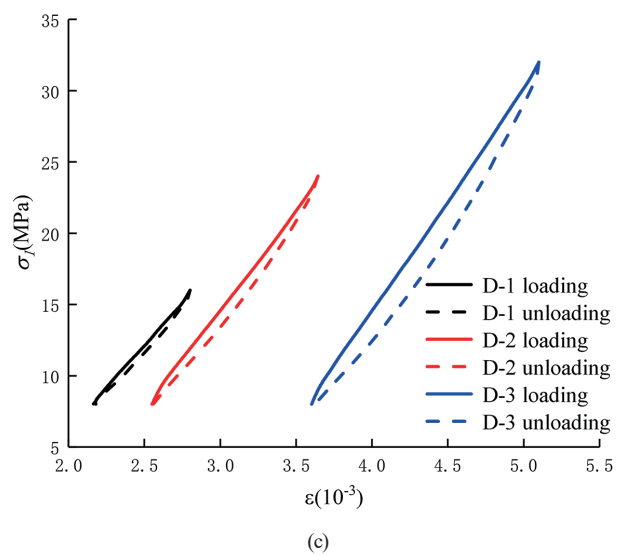 35
30
25
20
15
10
5
σ1(MPa)
2.0 2.5 3.0 3.5 4.0 4.5 5.0 5.5
ε(10-3)
D-1 loading
D-1 unloading
D-2 loading
D-2 unloading
D-3 loading
D-3 unloading
(c)